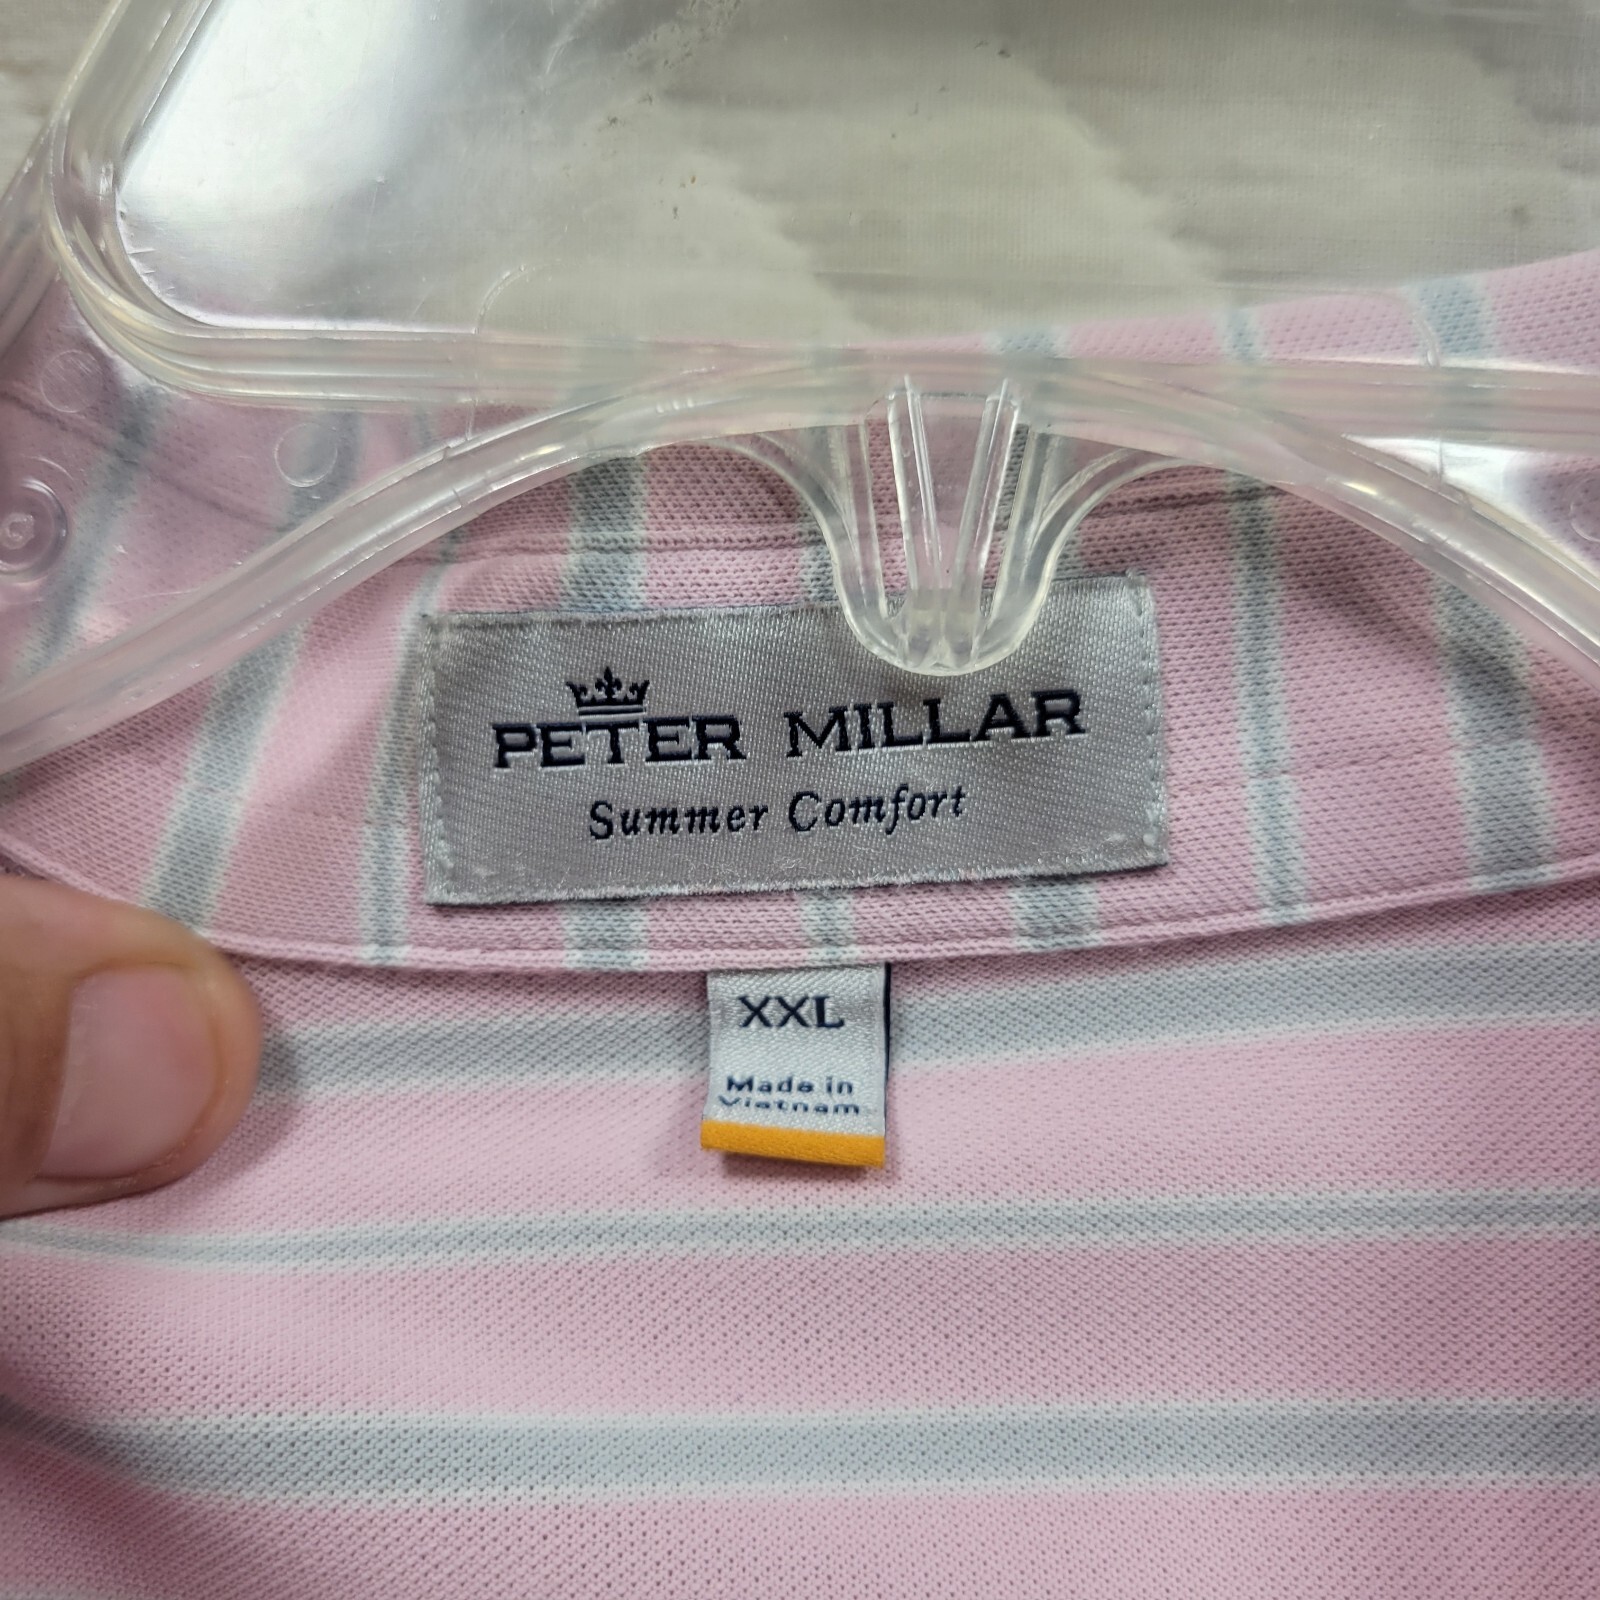 PETER MILLAR
Summer Comfort
XXL
Made in
Vietnam